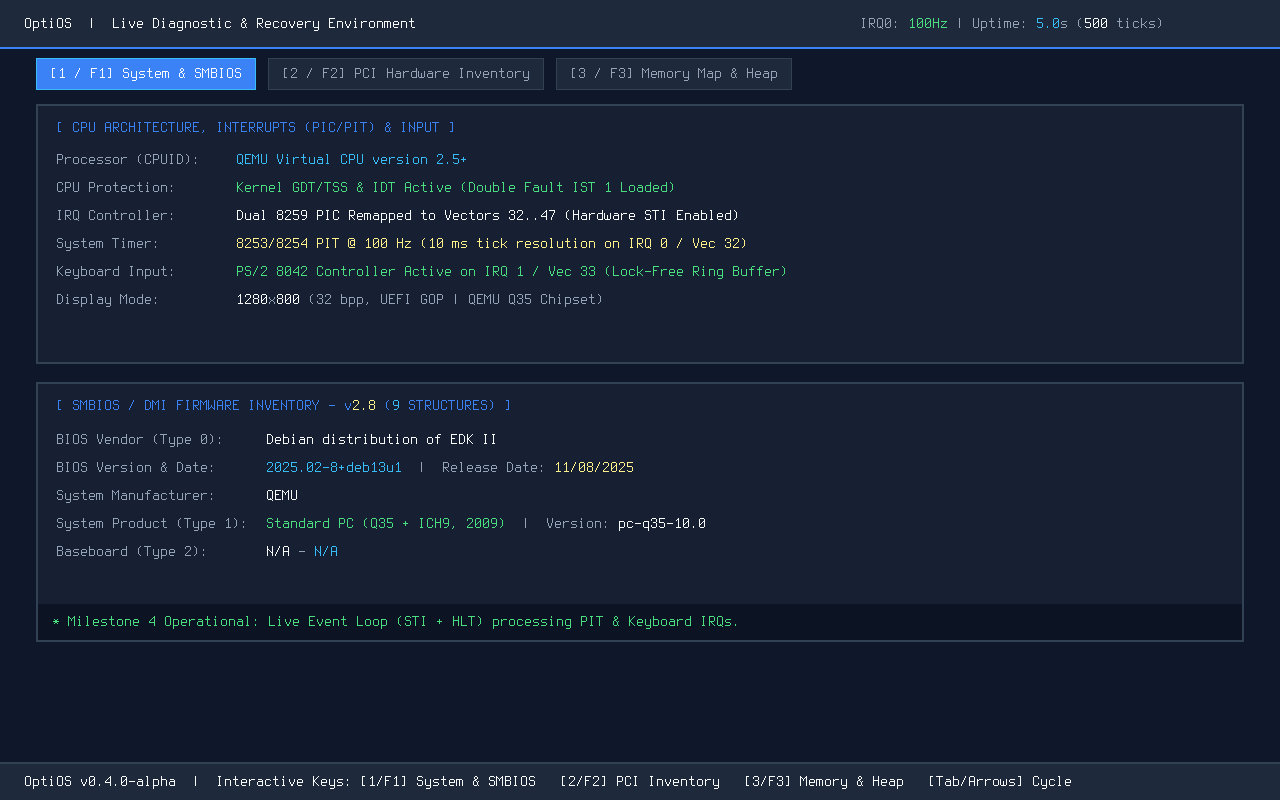 OptiOS | Live Diagnostic & Recovery Environment
IRQ0: 100Hz | Uptime: 5.0s (500 ticks)
[1 / F1] System & SMBIOS
[2 / F2] PCI Hardware Inventory
[3 / F3] Memory Map & Heap
[ CPU ARCHITECTURE, INTERRUPTS (PIC/PIT) & INPUT ]
Processor (CPUID): QEMU Virtual CPU version 2.5+
CPU Protection: Kernel GDT/TSS & IDT Active (Double Fault IST 1 Loaded)
IRQ Controller: Dual 8259 PIC Remapped to Vectors 32..47 (Hardware STI Enabled)
System Timer: 8253/8254 PIT @ 100 Hz (10 ms tick resolution on IRQ 0 / Vec 32)
Keyboard Input: PS/2 8042 Controller Active on IRQ 1 / Vec 33 (Lock-Free Ring Buffer)
Display Mode: 1280x800 (32 bpp, UEFI GOP | QEMU Q35 Chipset)
[ SMBIOS / DMI FIRMWARE INVENTORY - v2.8 (9 STRUCTURES) ]
BIOS Vendor (Type 0): Debian distribution of EDK II
BIOS Version & Date: 2025.02-8+deb13u1 | Release Date: 11/08/2025
System Manufacturer: QEMU
System Product (Type 1): Standard PC (Q35 + ICH9, 2009) | Version: pc-q35-10.0
Baseboard (Type 2): N/A - N/A
* Milestone 4 Operational: Live Event Loop (STI + HLT) processing PIT & Keyboard IRQs.
OptiOS v0.4.0-alpha | Interactive Keys: [1/F1] System & SMBIOS [2/F2] PCI Inventory [3/F3] Memory & Heap [Tab/Arrows] Cycle